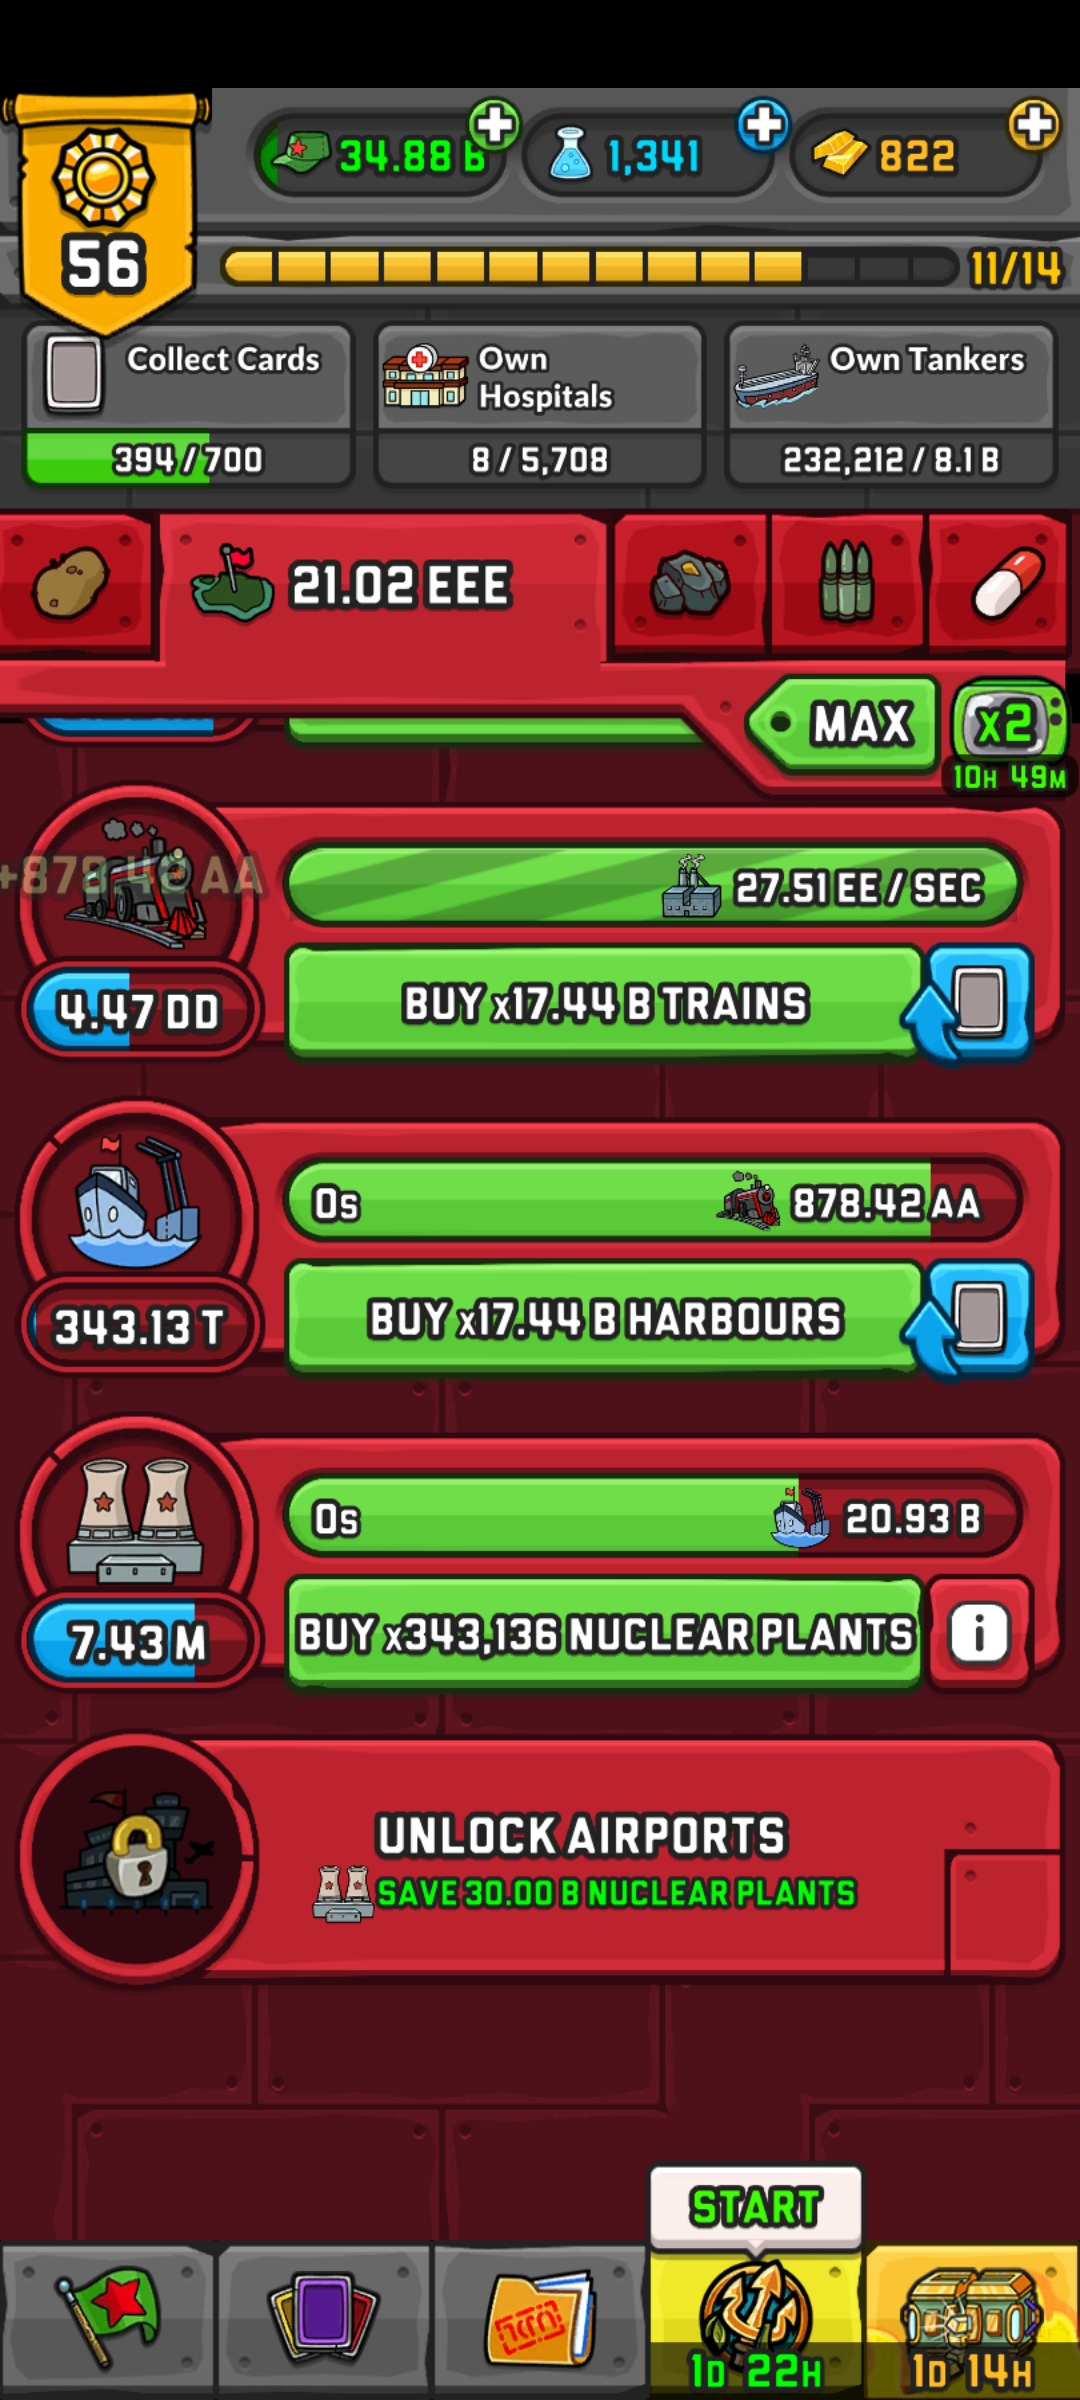 34.88 B
1,341
822
56
11/14
Collect Cards
394/700
Own
Hospitals
8/5,708
Own Tankers
232,212/8.1 B
21.02 EEE
MAX
x2
10H 49M
+878.42 AA
27.51 EE / SEC
4.47 DD
BUY x17.44 B TRAINS
0s
878.42 AA
343.13 T
BUY x17.44 B HARBOURS
0s
20.93 B
7.43 M
BUY x343,136 NUCLEAR PLANTS
i
UNLOCK AIRPORTS
SAVE 30.00 B NUCLEAR PLANTS
START
1D 22H
1D 14H